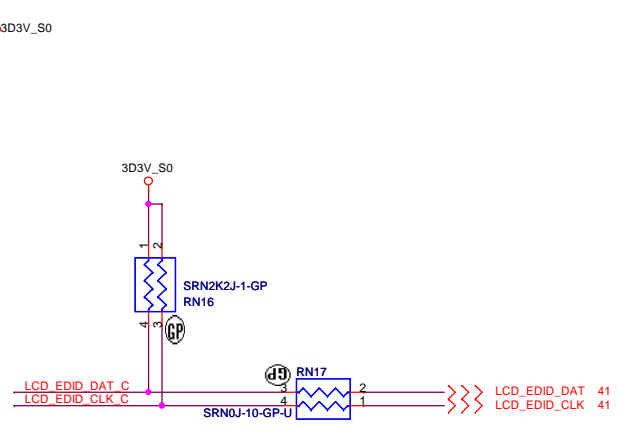 3D3V_S0
3D3V_S0
1 2
SRN2K2J-1-GP
RN16
4 3
GP
GP RN17
LCD_EDID_DAT_C 3 2 LCD_EDID_DAT 41
LCD_EDID_CLK_C 4 1 LCD_EDID_CLK 41
SRN0J-10-GP-U